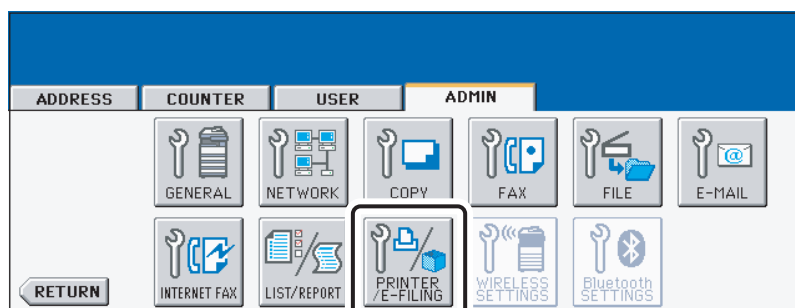 ADDRESS COUNTER USER ADMIN
GENERAL NETWORK COPY FAX FILE E-MAIL
INTERNET FAX LIST/REPORT PRINTER WIRELESS Bluetooth
/E-FILING SETTINGS SETTINGS
RETURN